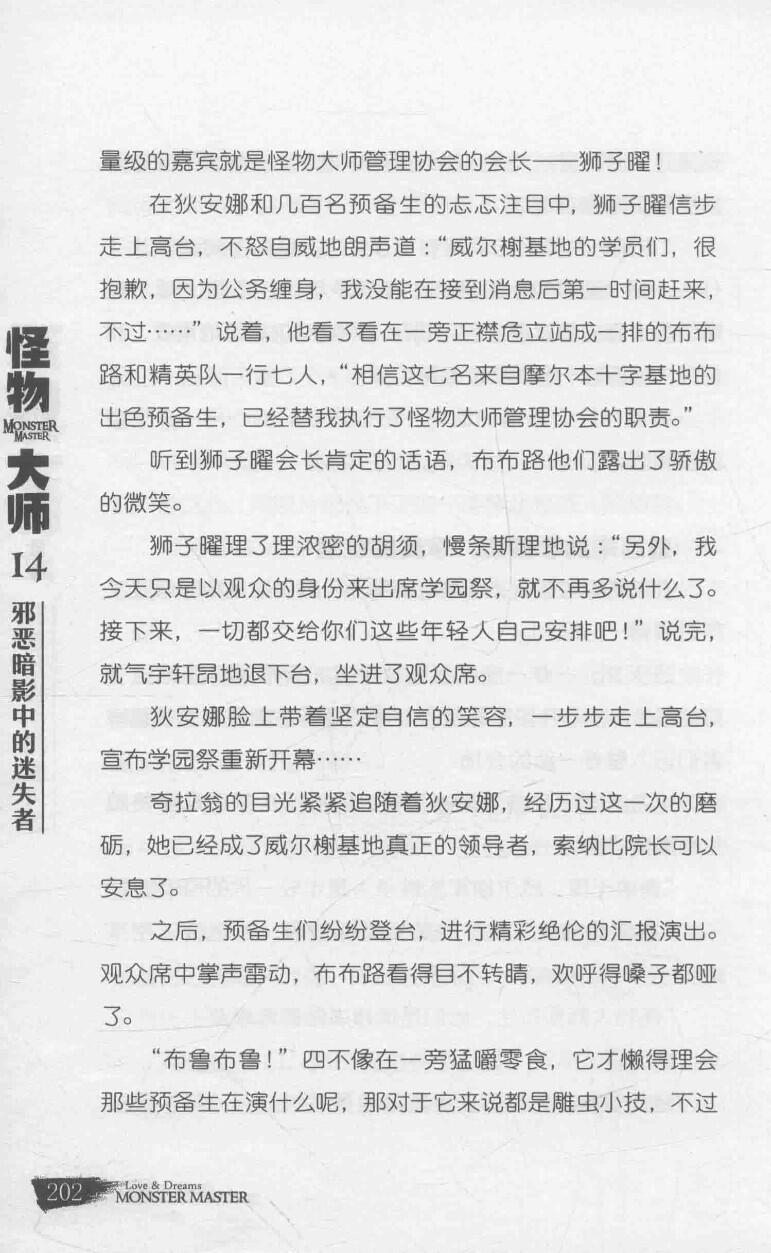 量级的嘉宾就是怪物大师管理协会的会长——狮子曜！
在狄安娜和几百名预备生的忐忑注目中，狮子曜信步
走上高台，不怒自威地朗声道：“威尔榭基地的学员们，很
抱歉，因为公务缠身，我没能在接到消息后第一时间赶来，
不过……”说着，他看了看在一旁正襟危立站成一排的布布
路和精英队一行七人，“相信这七名来自摩尔本十字基地的
出色预备生，已经替我执行了怪物大师管理协会的职责。”
听到狮子曜会长肯定的话语，布布路他们露出了骄傲
的微笑。
狮子曜理了理浓密的胡须，慢条斯理地说：“另外，我
今天只是以观众的身份来出席学园祭，就不再多说什么了。
接下来，一切都交给你们这些年轻人自己安排吧！”说完，
就气宇轩昂地退下台，坐进了观众席。
狄安娜脸上带着坚定自信的笑容，一步步走上高台，
宣布学园祭重新开幕……
奇拉翁的目光紧紧追随着狄安娜，经历过这一次的磨
砺，她已经成了威尔榭基地真正的领导者，索纳比院长可以
安息了。
之后，预备生们纷纷登台，进行精彩绝伦的汇报演出。
观众席中掌声雷动，布布路看得目不转睛，欢呼得嗓子都哑
了。
“布鲁布鲁！”四不像在一旁猛嚼零食，它才懒得理会
那些预备生在演什么呢，那对于它来说都是雕虫小技，不过
怪物
MONSTER
MASTER
大师
14
邪恶暗影中的迷失者
202
Love & Dreams
MONSTER MASTER